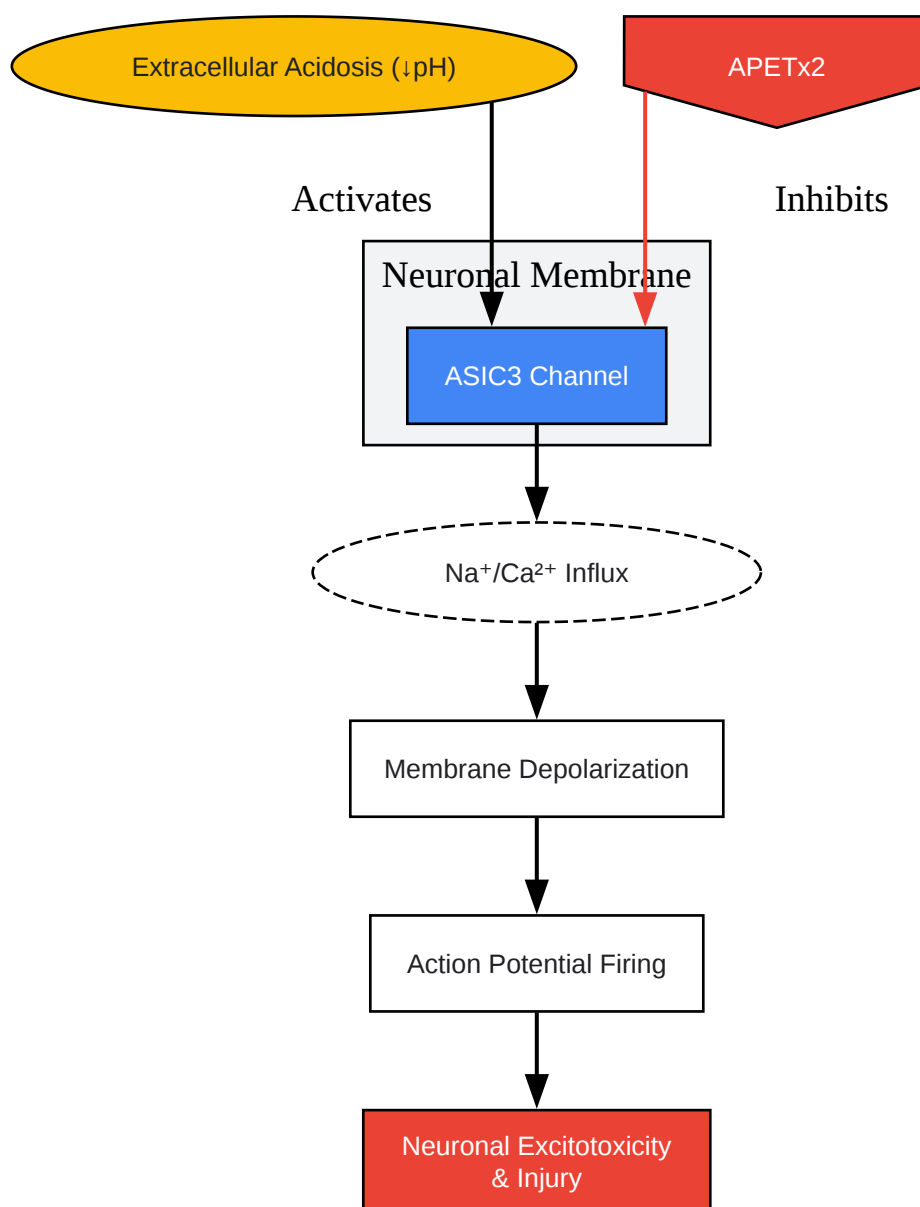 Extracellular Acidosis (↓pH)
APETx2
Activates
Inhibits
Neuronal Membrane
ASIC3 Channel
Na⁺/Ca²⁺ Influx
Membrane Depolarization
Action Potential Firing
Neuronal Excitotoxicity
& Injury